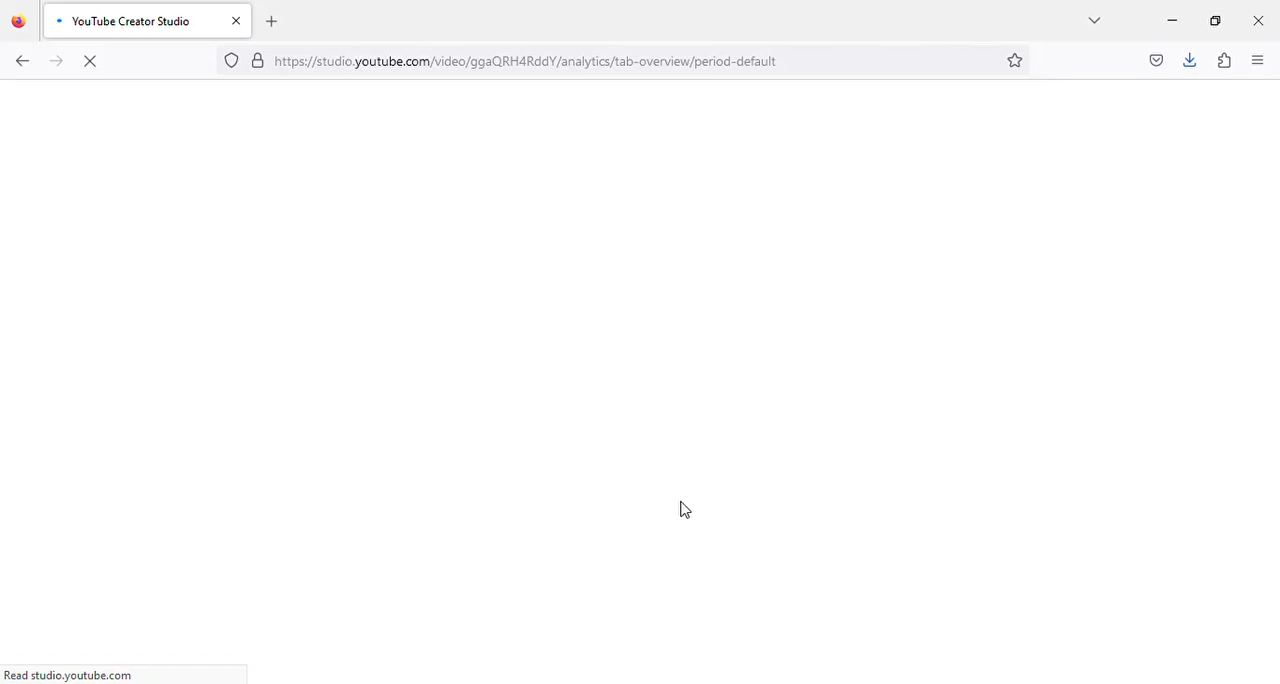 YouTube Creator Studio
https://studio.youtube.com/video/ggaQRH4RddY/analytics/tab-overview/period-default
Read studio.youtube.com